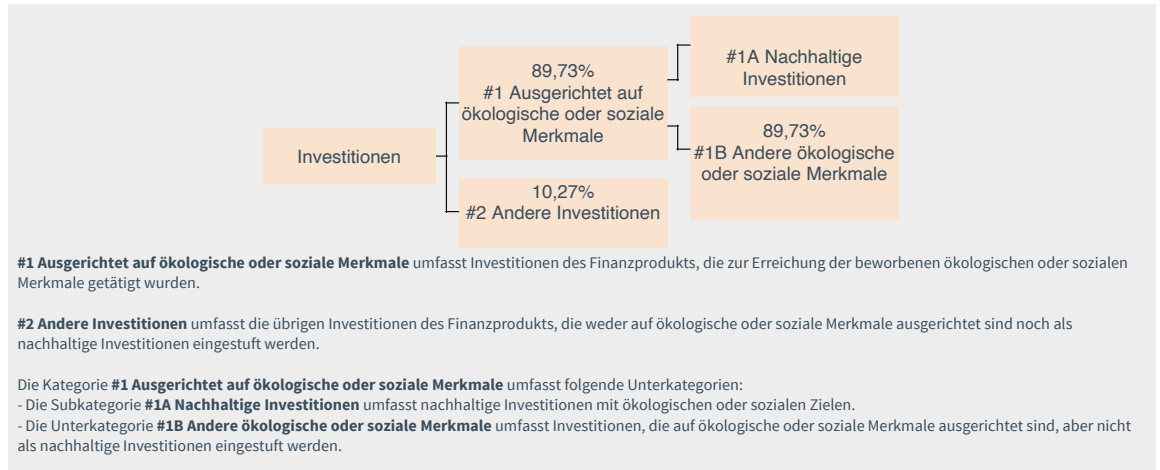 #1A Nachhaltige
Investitionen
89,73%
#1 Ausgerichtet auf
ökologische oder soziale
Merkmale
89,73%
#1B Andere ökologische
oder soziale Merkmale
Investitionen
10,27%
#2 Andere Investitionen
#1 Ausgerichtet auf ökologische oder soziale Merkmale umfasst Investitionen des Finanzprodukts, die zur Erreichung der beworbenen ökologischen oder sozialen
Merkmale getätigt wurden.
#2 Andere Investitionen umfasst die übrigen Investitionen des Finanzprodukts, die weder auf ökologische oder soziale Merkmale ausgerichtet sind noch als
nachhaltige Investitionen eingestuft werden.
Die Kategorie #1 Ausgerichtet auf ökologische oder soziale Merkmale umfasst folgende Unterkategorien:
- Die Subkategorie #1A Nachhaltige Investitionen umfasst nachhaltige Investitionen mit ökologischen oder sozialen Zielen.
- Die Unterkategorie #1B Andere ökologische oder soziale Merkmale umfasst Investitionen, die auf ökologische oder soziale Merkmale ausgerichtet sind, aber nicht
als nachhaltige Investitionen eingestuft werden.